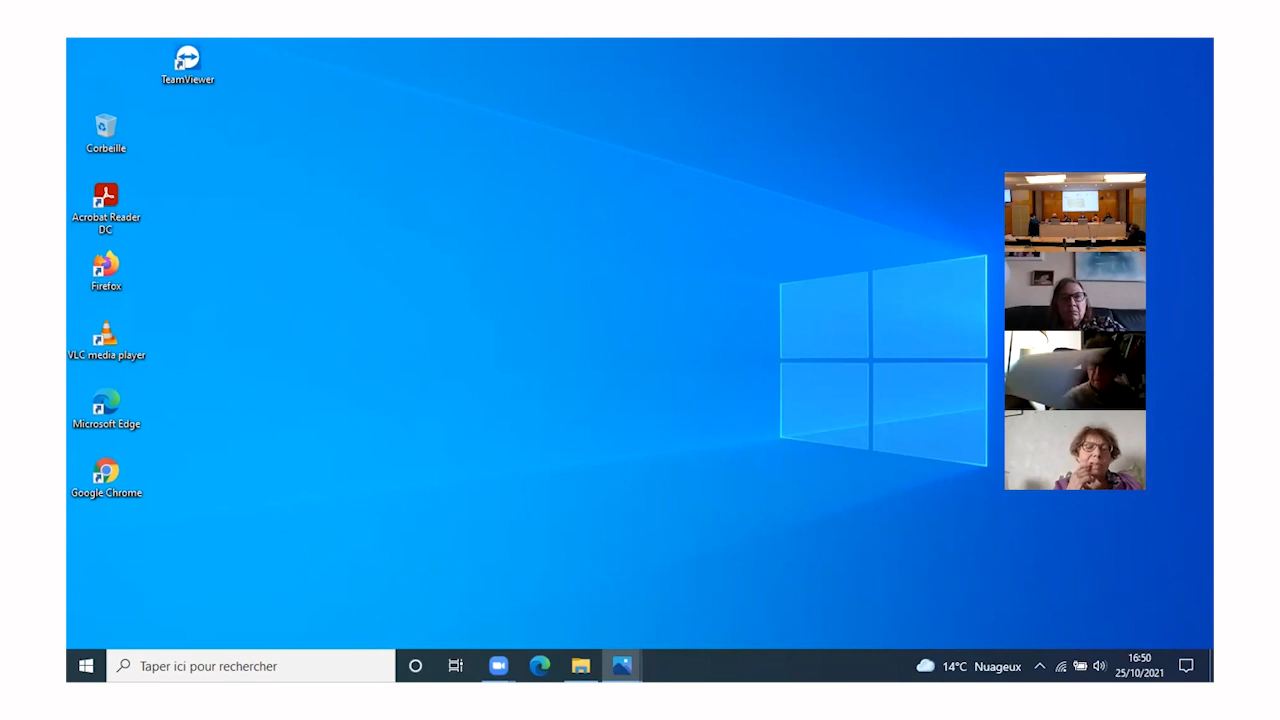 TeamViewer
Corbeille
Acrobat Reader
DC
Firefox
VLC media player
Microsoft Edge
Google Chrome
Taper ici pour rechercher
14°C Nuageux
16:50
25/10/2021